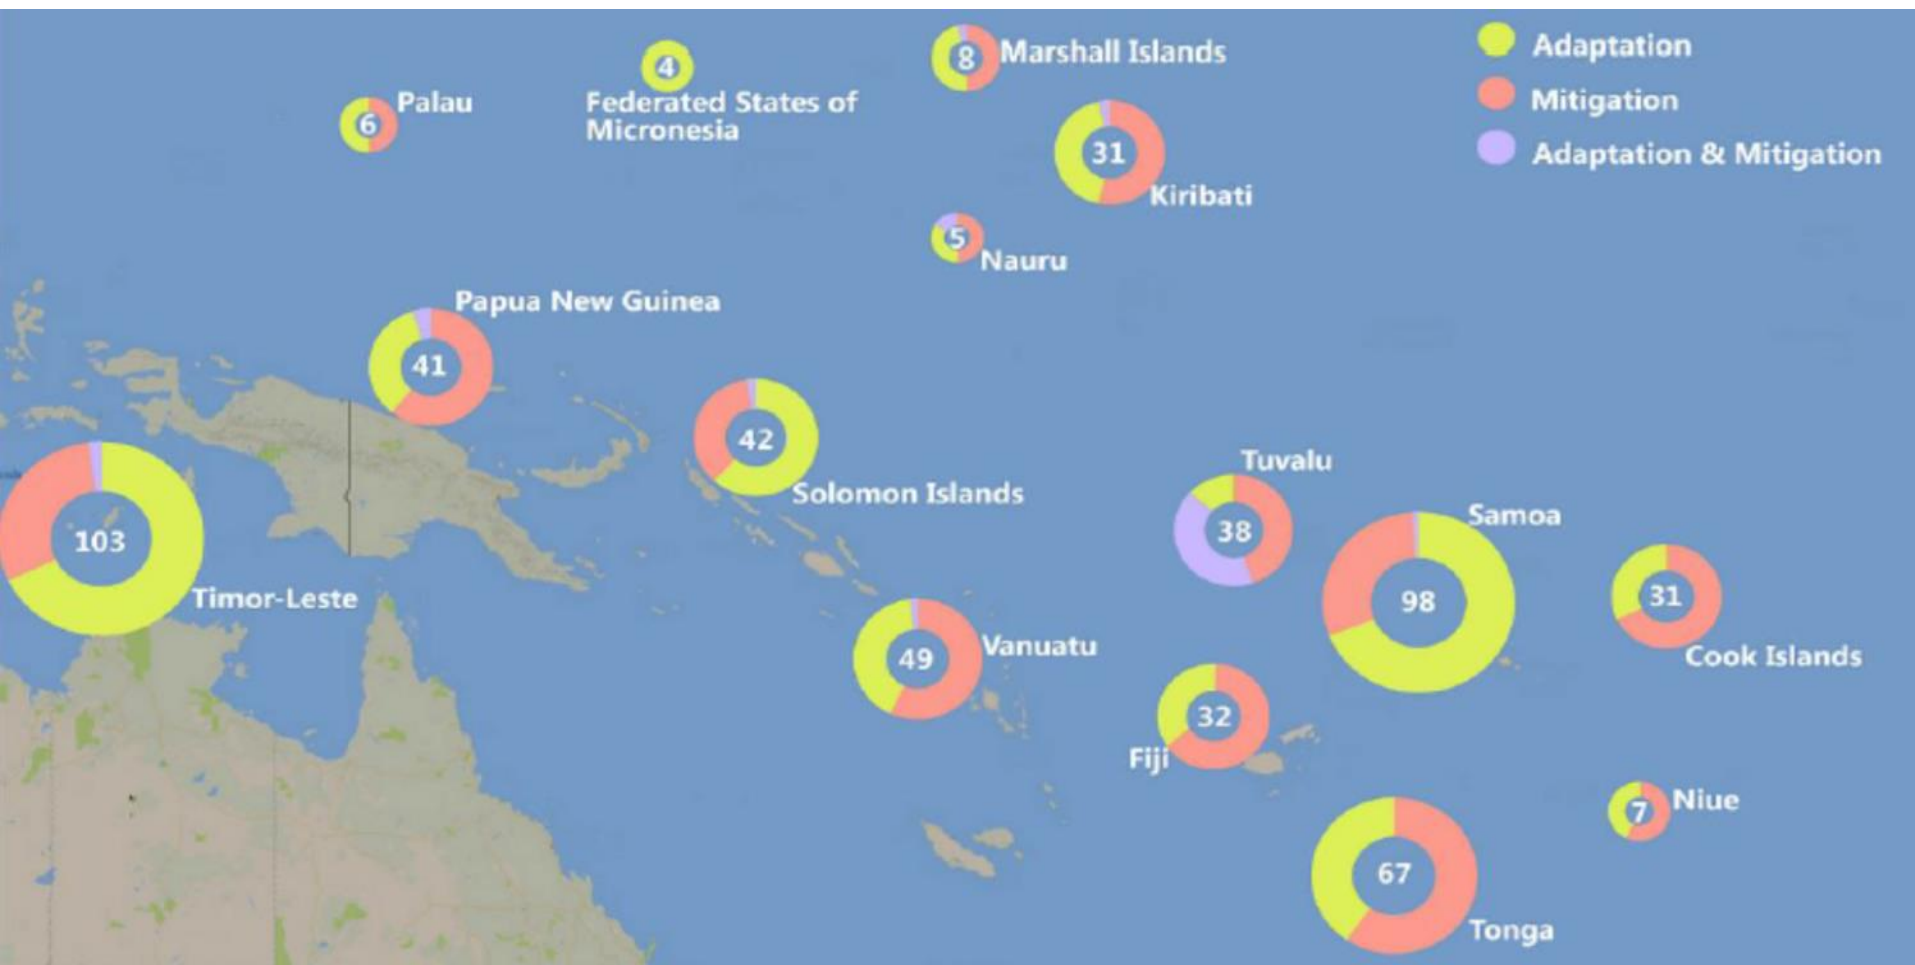 Adaptation
Mitigation
Adaptation & Mitigation
8
Marshall Islands
4
Federated States of
Micronesia
Palau
6
31
Kiribati
5
Nauru
Papua New Guinea
41
42
Solomon Islands
Tuvalu
38
Samoa
98
103
Timor-Leste
31
Cook Islands
49
Vanuatu
32
Fiji
7
Niue
67
Tonga